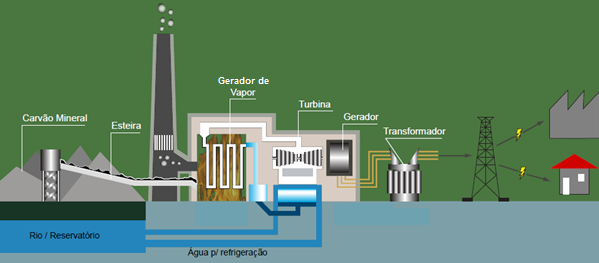 Carvão Mineral
Esteira
Gerador de
Vapor
Turbina
Gerador
Transformador
Rio / Reservatório
Água p/ refrigeração